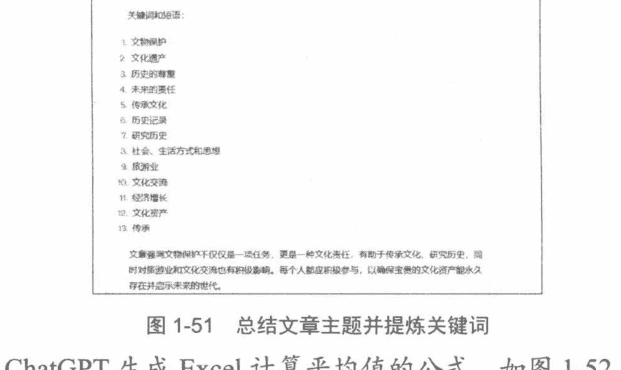 关键词和短语：
1. 文物保护
2. 文化遗产
3. 历史的尊重
4. 未来的责任
5. 传承文化
6. 历史记录
7. 研究历史
8. 社会、生活方式和思想
9. 旅游业
10. 文化交流
11. 经济增长
12. 文化资产
13. 传承
文章强调文物保护不仅仅是一项任务，更是一种文化责任，有助于传承文化、研究历史，同
时对旅游业和文化交流也有积极影响。每个人都应积极参与，以确保宝贵的文化资产能永久
存在并启示未来的世代。
图 1-51 总结文章主题并提炼关键词
ChatGPT 生成 Excel 计算平均值的公式，如图 1-52